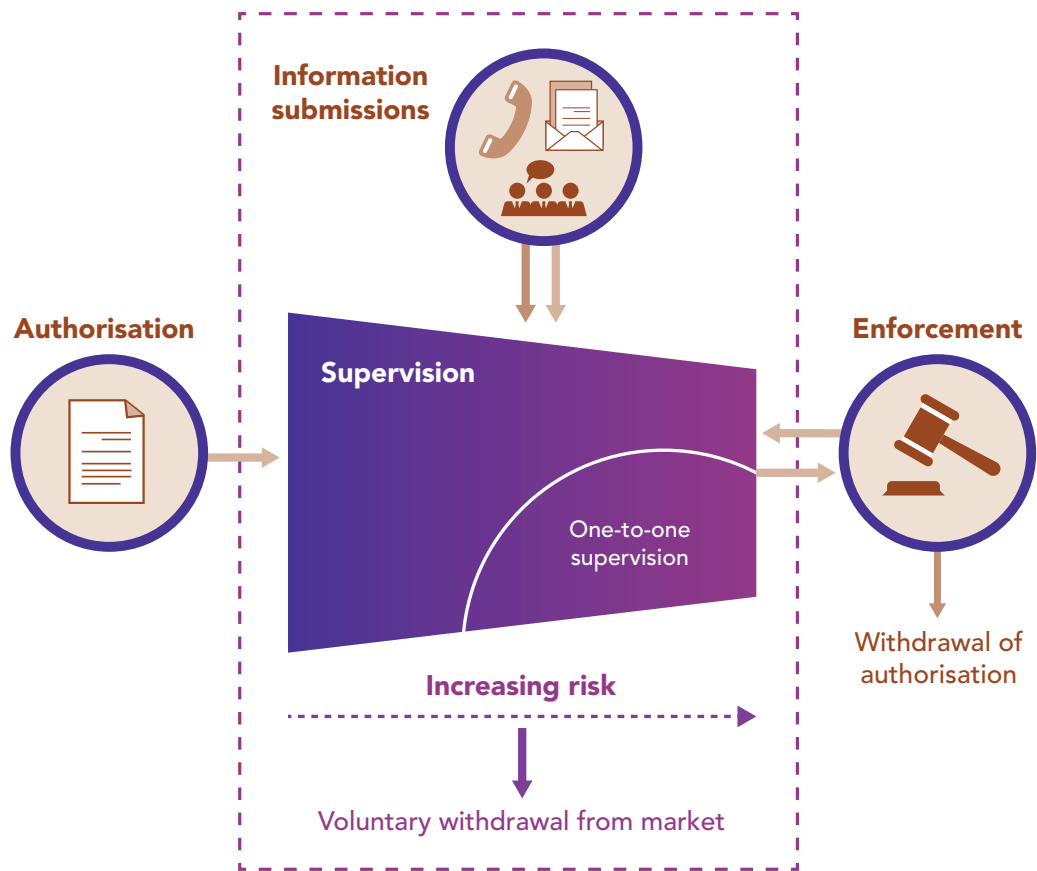 Information
submissions
Authorisation
Enforcement
Supervision
One-to-one
supervision
Withdrawal of
authorisation
Increasing risk
Voluntary withdrawal from market